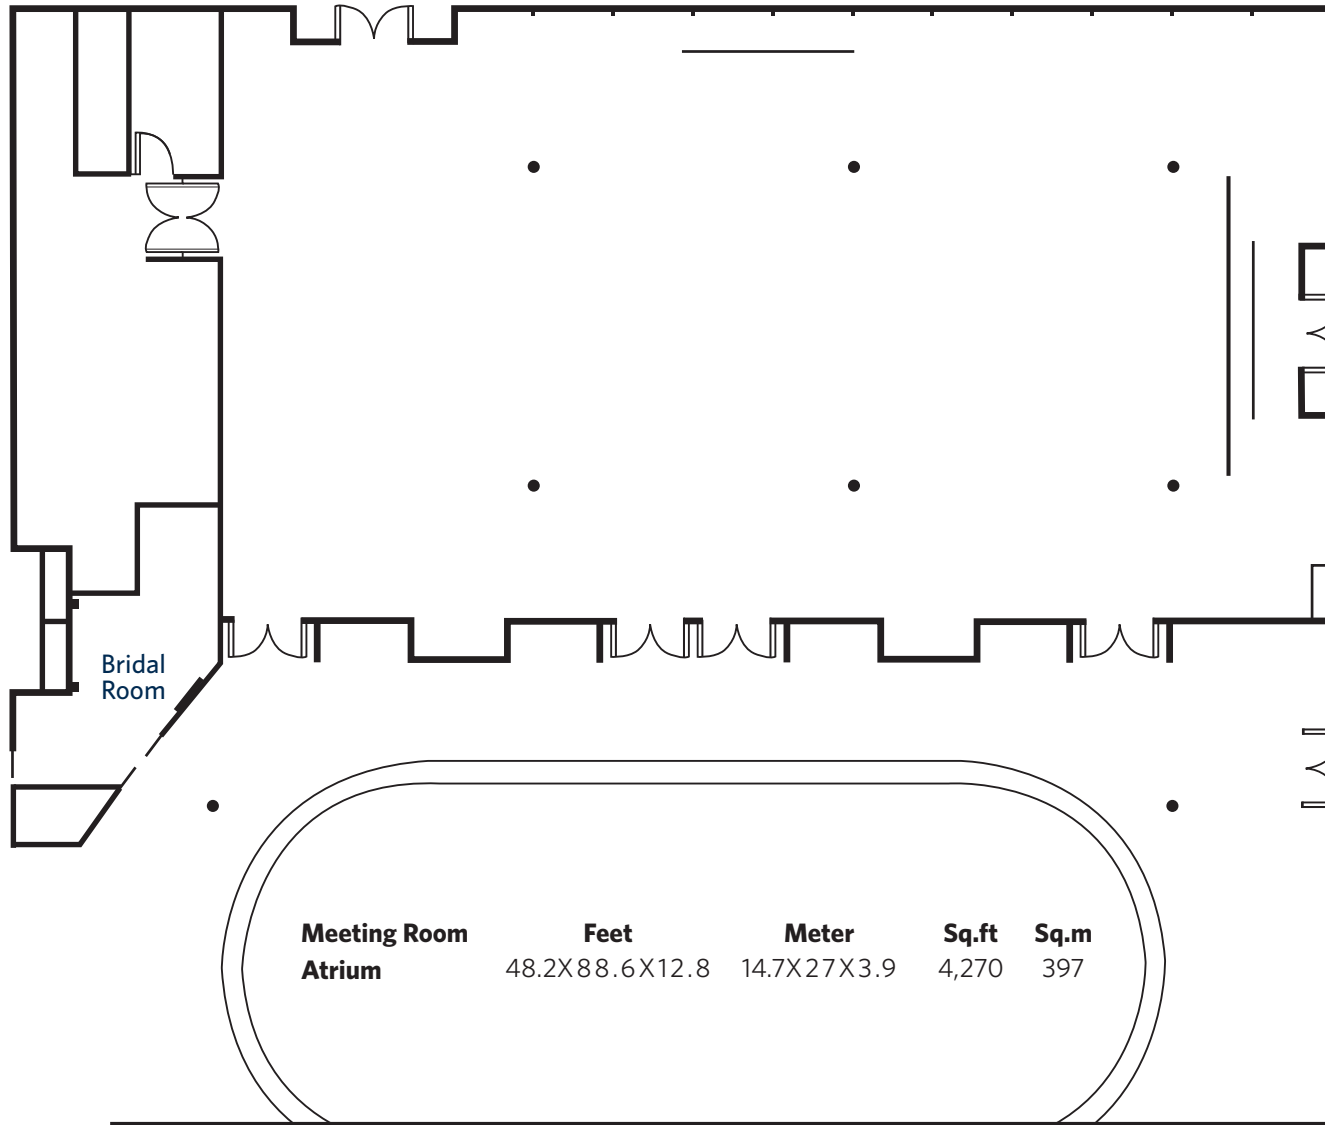 Bridal
Room
Meeting Room Feet Meter Sq.ft Sq.m
Atrium 48.2X88.6X12.8 14.7X27X3.9 4,270 397